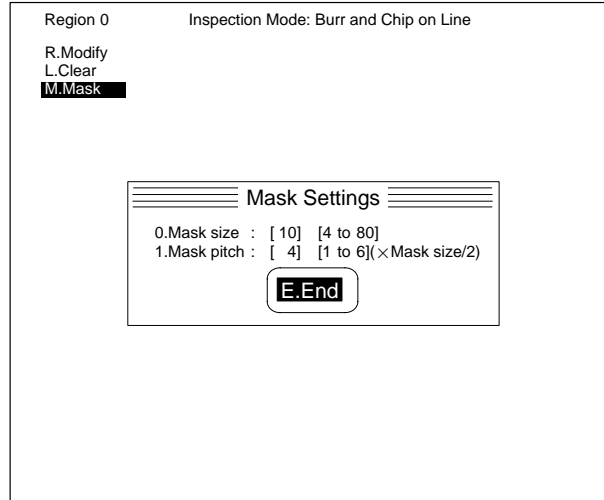 Region 0 Inspection Mode: Burr and Chip on Line
R.Modify
L.Clear
M.Mask
Mask Settings
0.Mask size : [ 10] [4 to 80]
1.Mask pitch : [ 4] [1 to 6](×Mask size/2)
E.End